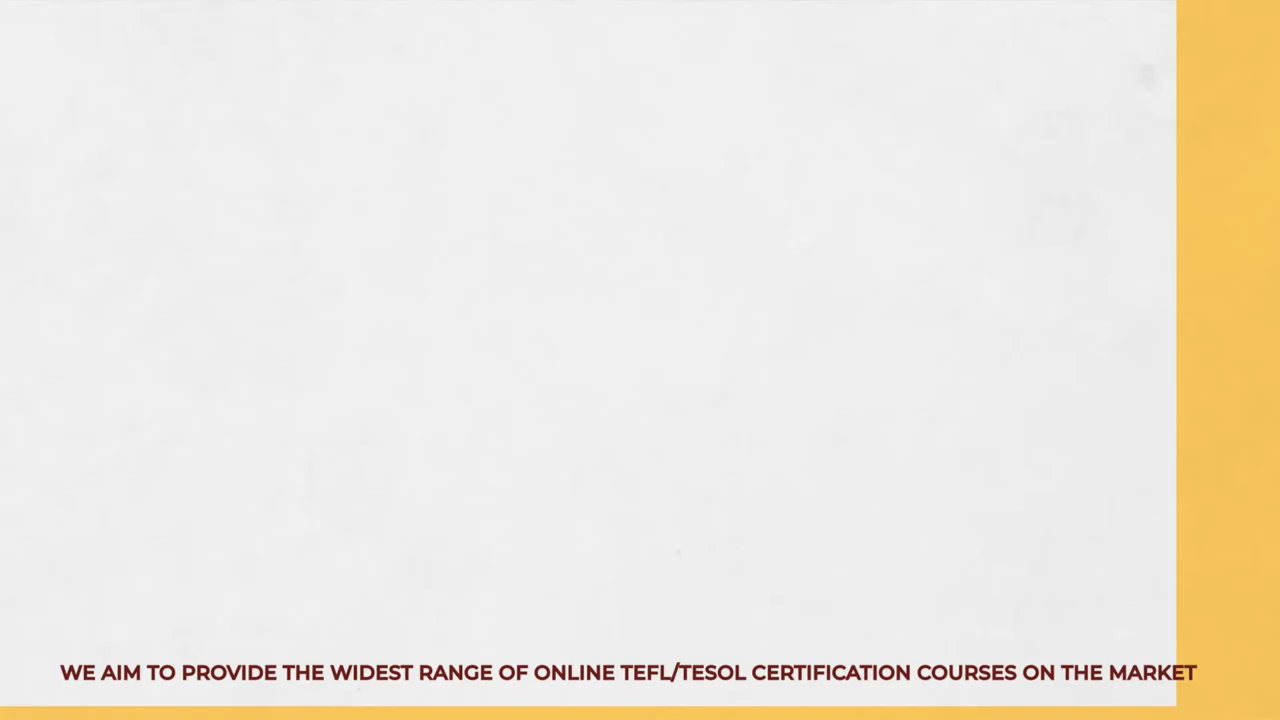 WE AIM TO PROVIDE THE WIDEST RANGE OF ONLINE TEFL/TESOL CERTIFICATION COURSES ON THE MARKET